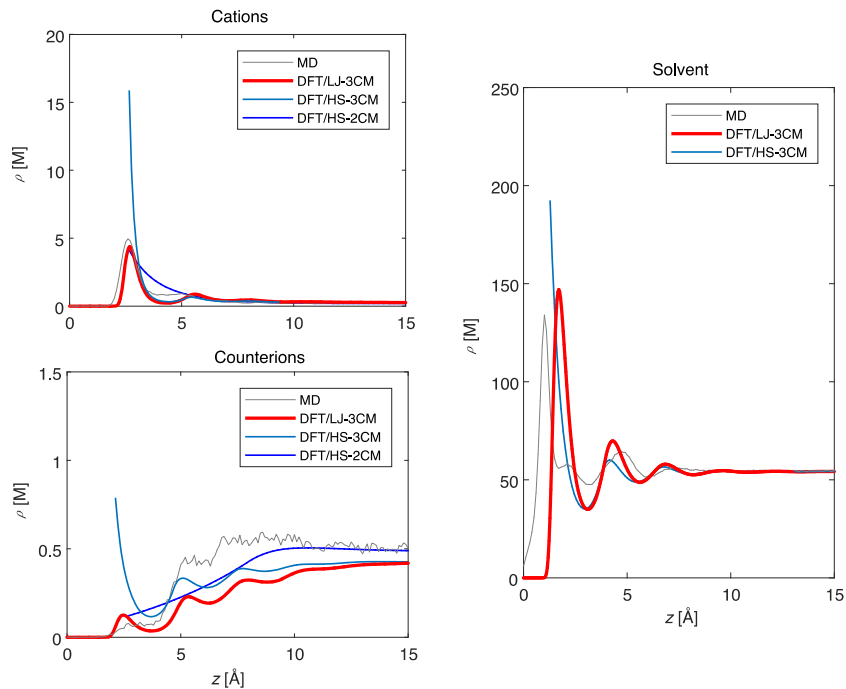 Cations
MD
DFT/LJ-3CM
DFT/HS-3CM
DFT/HS-2CM
20
15
10
5
0
ρ [M]
0 5 10 15
Counterions
MD
DFT/LJ-3CM
DFT/HS-3CM
DFT/HS-2CM
1.5
1
0.5
0
ρ [M]
0 5 10 15
z [Å]
Solvent
MD
DFT/LJ-3CM
DFT/HS-3CM
250
200
150
100
50
0
ρ [M]
0 5 10 15
z [Å]